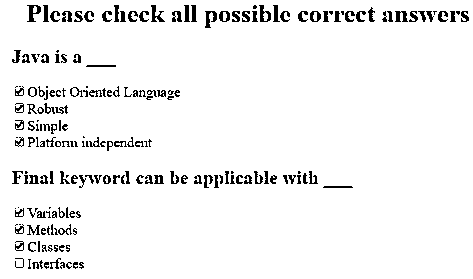 Please check all possible correct answers
Java is a ___
Object Oriented Language
Robust
Simple
Platform independent
Final keyword can be applicable with ___
Variables
Methods
Classes
Interfaces